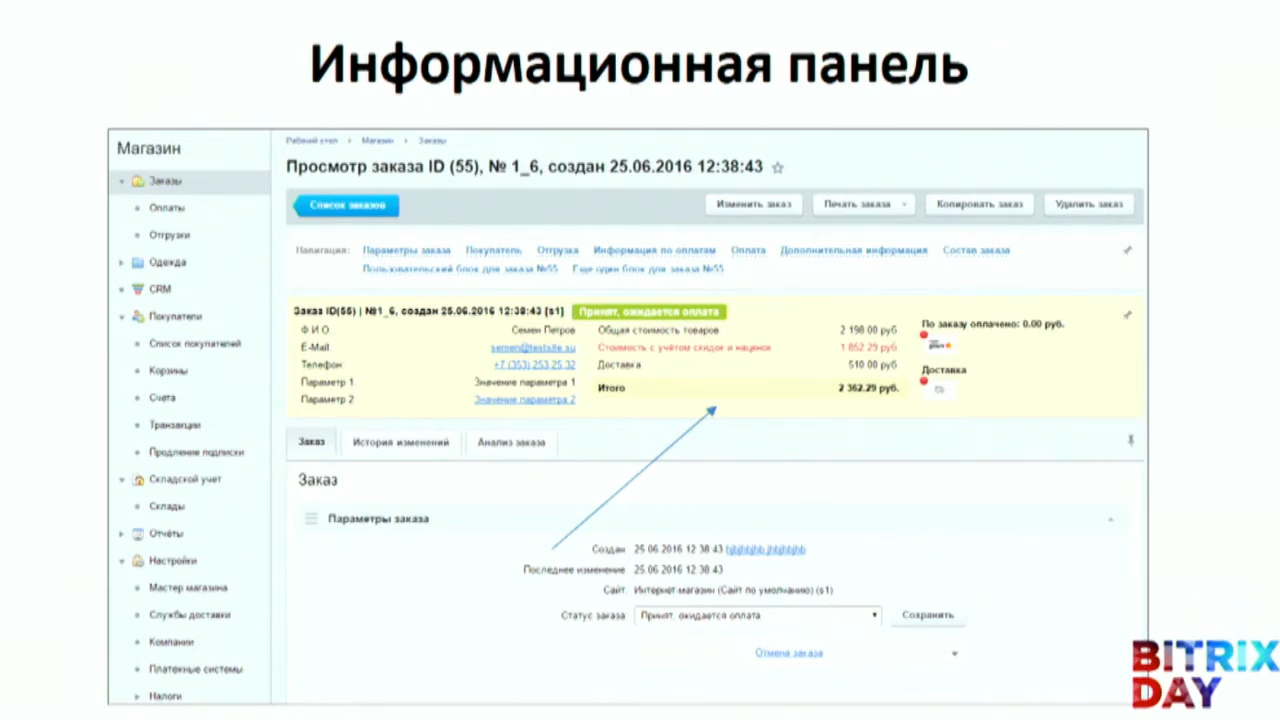 Информационная панель
Магазин
Заказы
Оплаты
Отгрузки
Одежда
CRM
Покупатели
Список покупателей
Корзины
Счета
Транзакции
Продление подписки
Складской учет
Склады
Отчёты
Настройки
Мастер магазина
Службы доставки
Компании
Платежные системы
Налоги
Рабочий стол Магазин Заказы
Просмотр заказа ID (55), № 1_6, создан 25.06.2016 12:38:43
Список заказов Изменить заказ Печать заказа Копировать заказ Удалить заказ
Навигация: Параметры заказа Покупатель Отгрузка Информация по оплатам Оплата Дополнительная информация Состав заказа
Пользовательский блок для заказа №55 Еще один блок для заказа №55
Заказ ID(55) | №1_6, создан 25.06.2016 12:38:43 [s1] Принят, ожидается оплата
Ф И О Семен Петров
E-Mail semen@testsite.su
Телефон +7 (353) 253 25 32
Параметр 1 Значение параметра 1
Параметр 2 Значение параметра 2
Общая стоимость товаров 2 198 00 руб
Стоимость с учётом скидок и наценок 1 852 29 руб
Доставка 510 00 руб
Итого 2 362.29 руб.
По заказу оплачено: 0.00 руб.
Доставка
Заказ История изменений Анализ заказа
Заказ
Параметры заказа
Создан 25 06 2016 12 38 43
Последнее изменение 25 06 2016 12 38 43
Сайт Интернет-магазин (Сайт по умолчанию) (s1)
Статус заказа Принят, ожидается оплата Сохранить
Отмена заказа
BITRIX
DAY